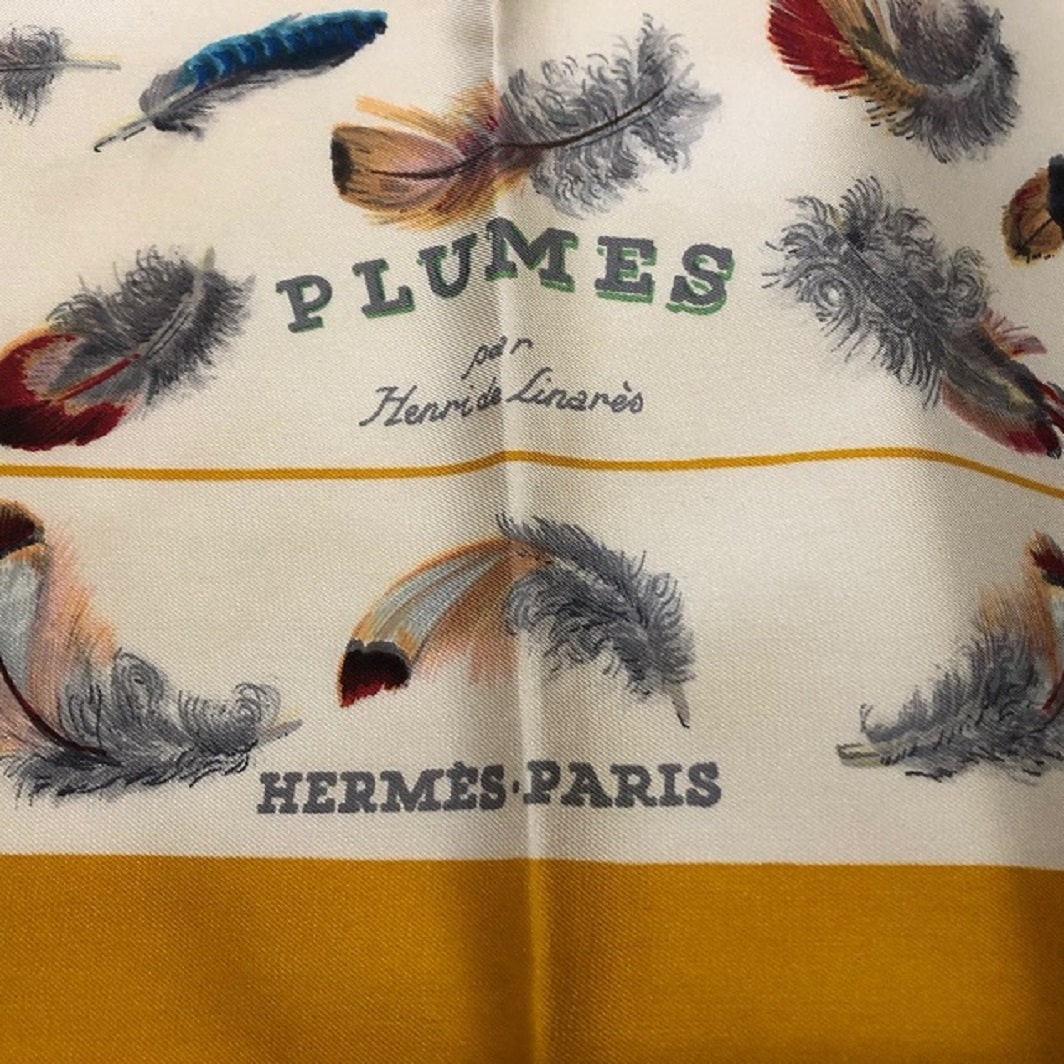 PLUMES
par
Henri de Linarès
HERMÈS·PARIS